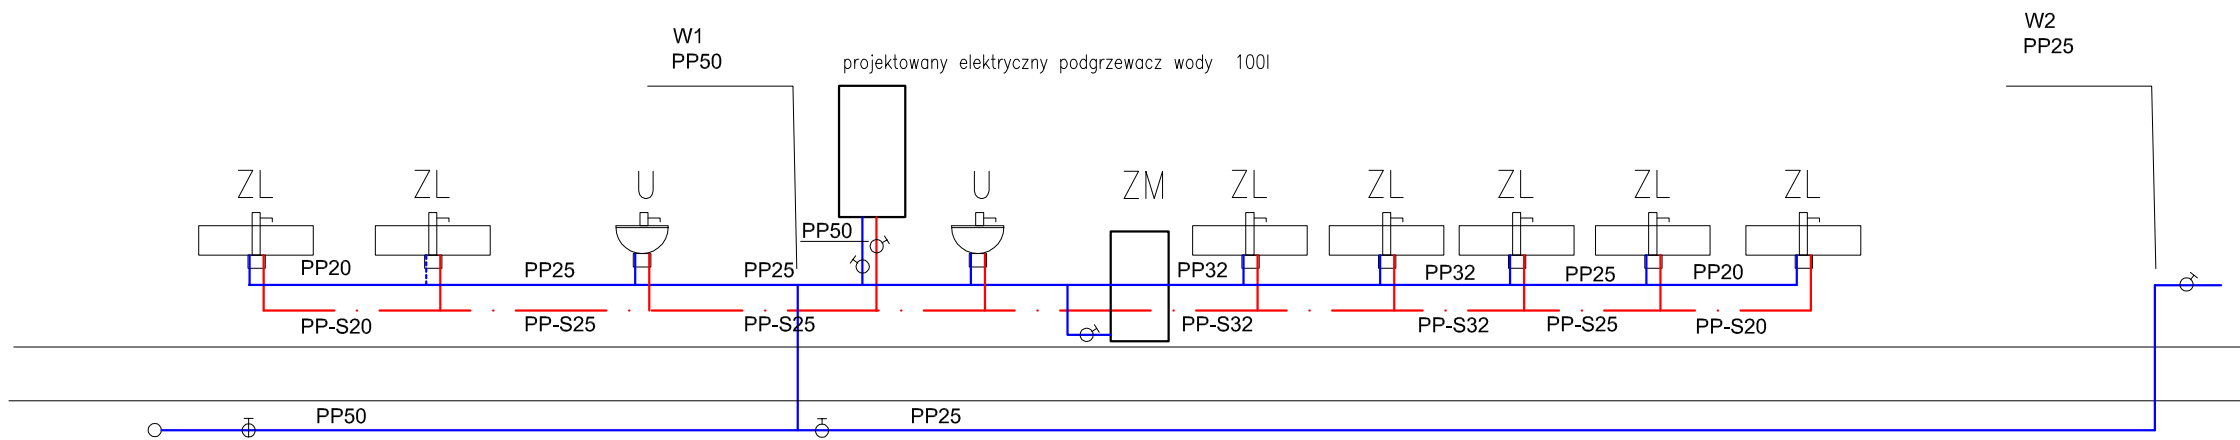 W1
PP50
W2
PP25
projektowany elektryczny podgrzewacz wody 100l
ZL
ZL
U
U
ZM
ZL
ZL
ZL
ZL
ZL
PP50
PP20
PP25
PP25
PP32
PP32
PP25
PP20
PP-S20
PP-S25
PP-S25
PP-S32
PP-S32
PP-S25
PP-S20
PP50
PP25